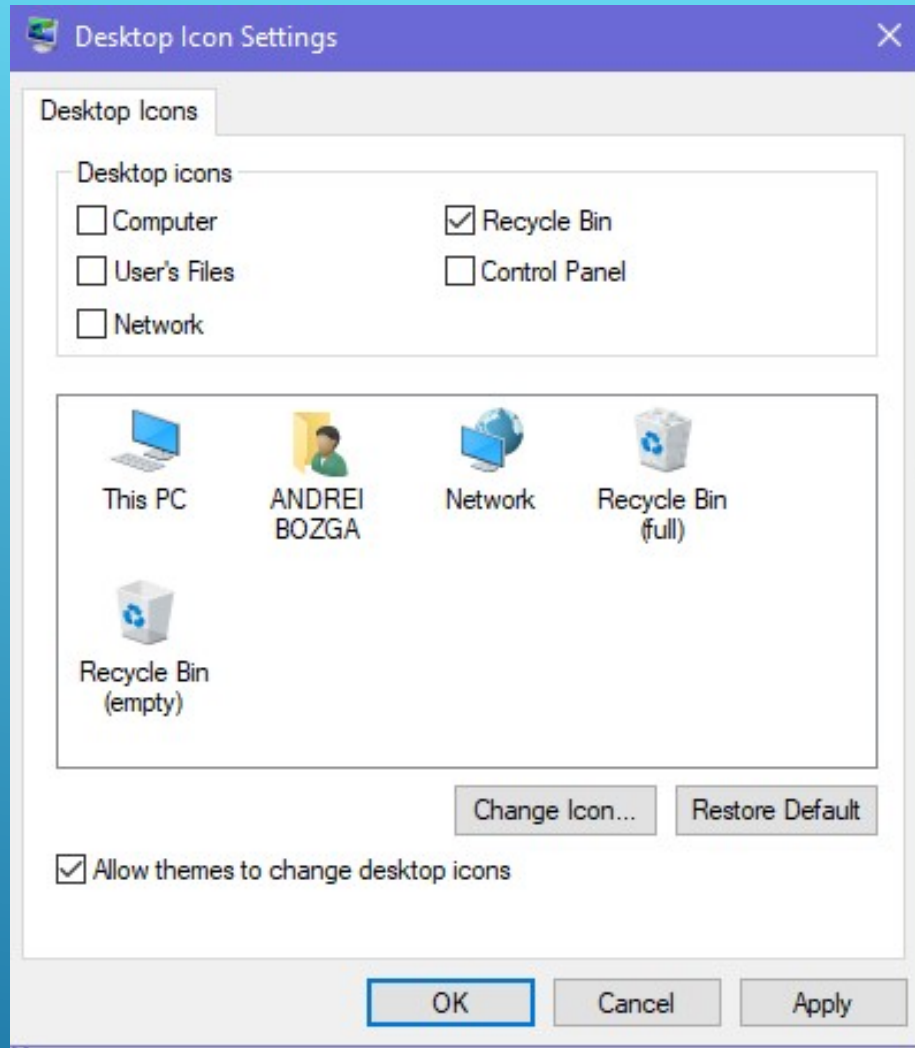 Desktop Icon Settings
Desktop Icons
Desktop icons
Computer
Recycle Bin
User's Files
Control Panel
Network
This PC
ANDREI
BOZGA
Network
Recycle Bin
(full)
Recycle Bin
(empty)
Change Icon...
Restore Default
Allow themes to change desktop icons
OK
Cancel
Apply